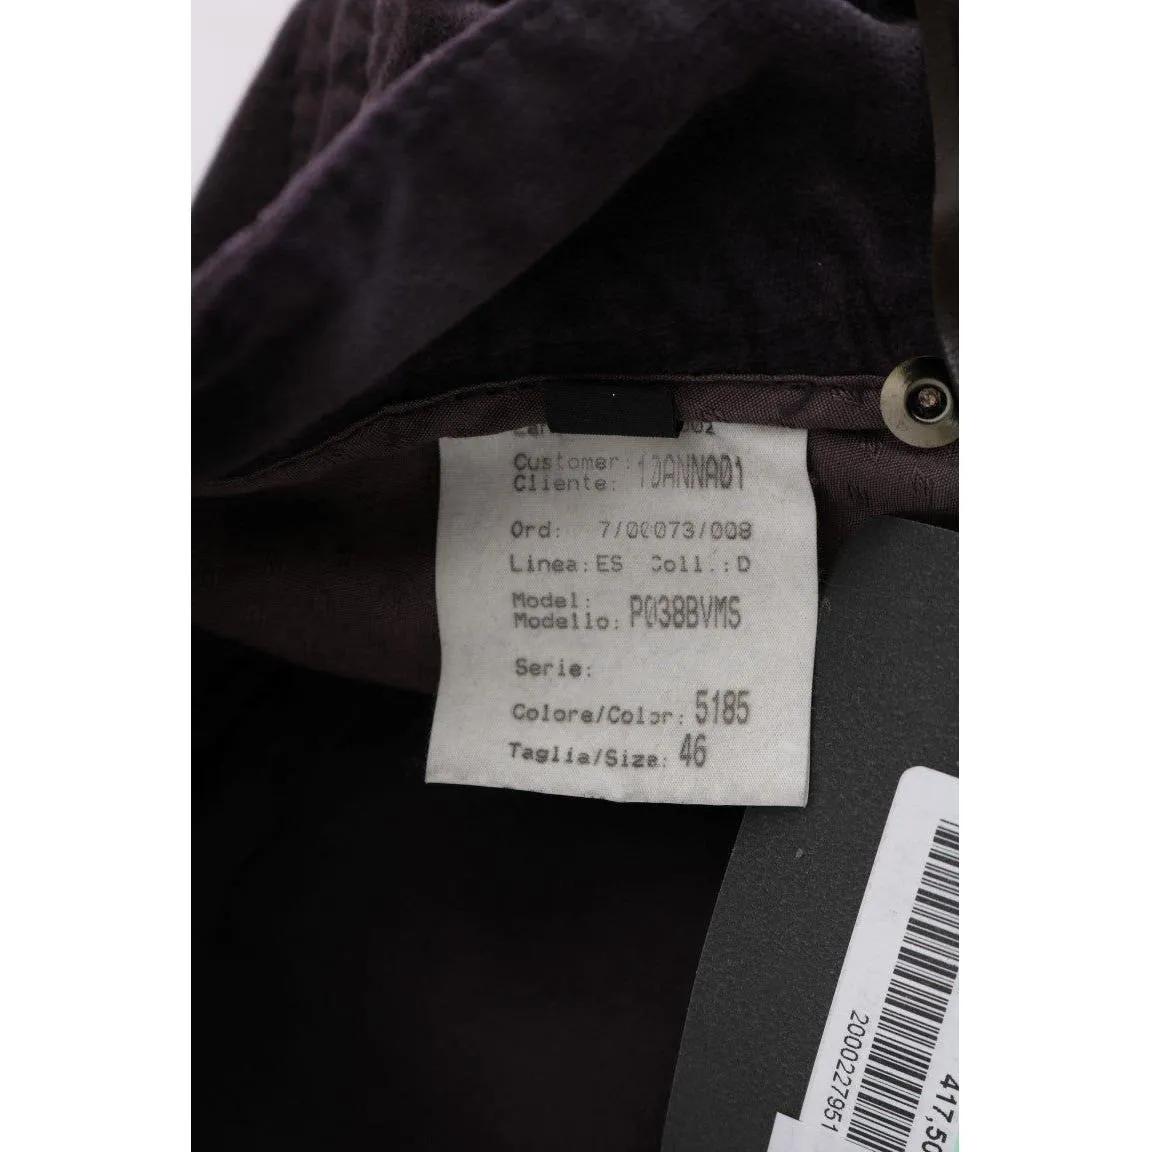 Customer: 10ANNA01
Cliente:
Ord: 7/00073/008
Linea: ES Coll.: D
Model:
Modello: P038BVMS
Serie:
Colore/Color: 5185
Taglia/Size: 46
200022795
417,50